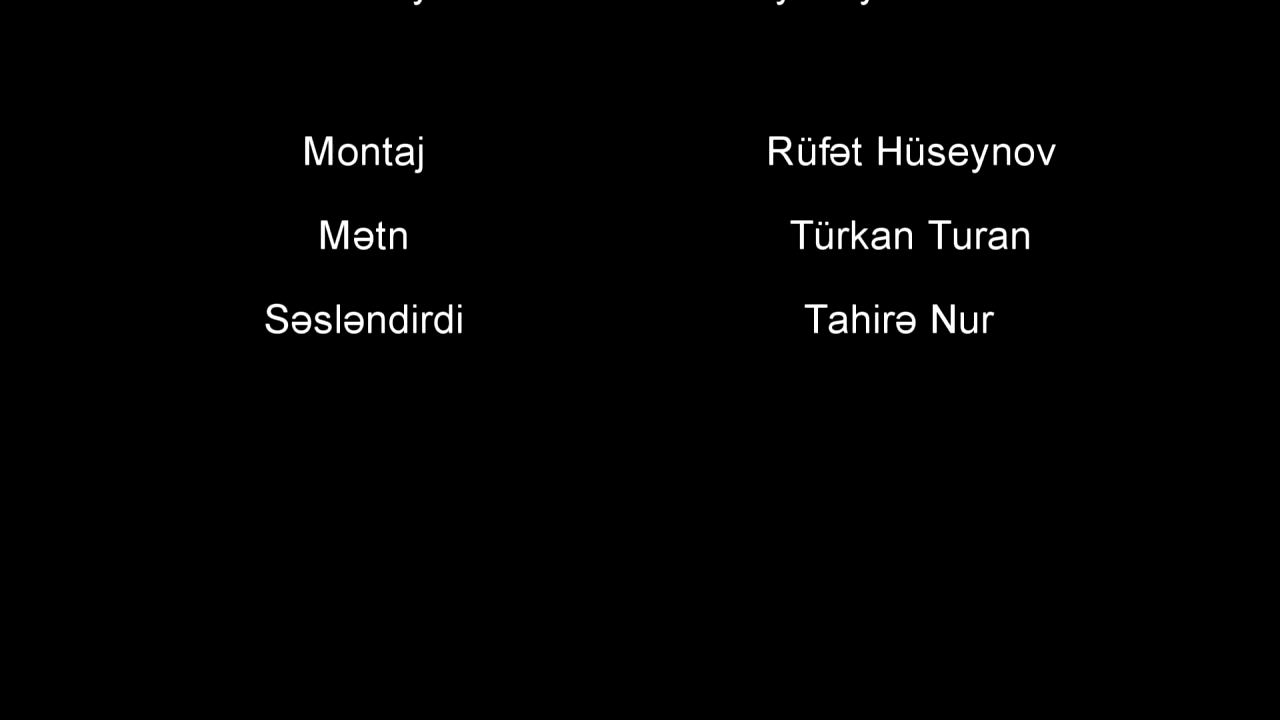 Montaj Rüfət Hüseynov
Mətn Türkan Turan
Səsləndirdi Tahirə Nur